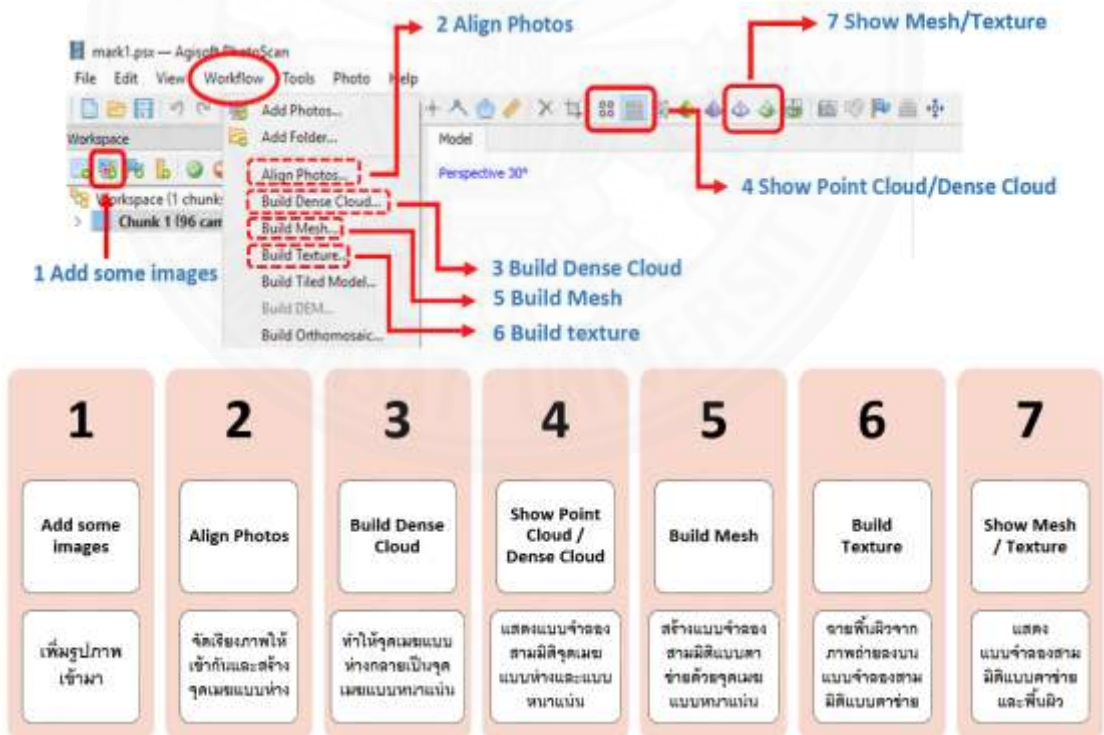 2 Align Photos
7 Show Mesh/Texture
mark1.psx — Agisoft PhotoScan
File Edit View Workflow Tools Photo Help
Add Photos...
Workspace
Add Folder...
Model
Align Photos...
Perspective 30°
4 Show Point Cloud/Dense Cloud
Workspace (1 chunk
Build Dense Cloud...
Chunk 1 (96 cam
Build Mesh...
1 Add some images
Build Texture...
3 Build Dense Cloud
Build Tiled Model...
5 Build Mesh
Build DEM...
6 Build texture
Build Orthomosaic...
1
2
3
4
5
6
7
Add some
images
Align Photos
Build Dense
Cloud
Show Point
Cloud /
Dense Cloud
Build Mesh
Build
Texture
Show Mesh
/ Texture
เพิ่มรูปภาพ
เข้ามา
จัดเรียงภาพให้
เข้ากันและสร้าง
จุดเมฆแบบห่าง
ทำให้จุดเมฆแบบ
ห่างกลายเป็นจุด
เมฆแบบหนาแน่น
แสดงแบบจำลอง
สามมิติจุดเมฆ
แบบห่างและแบบ
หนาแน่น
สร้างแบบจำลอง
สามมิติแบบตา
ข่ายด้วยจุดเมฆ
แบบหนาแน่น
ฉายพื้นผิวจาก
ภาพถ่ายลงบน
แบบจำลองสาม
มิติแบบตาข่าย
แสดง
แบบจำลองสาม
มิติแบบตาข่าย
และพื้นผิว